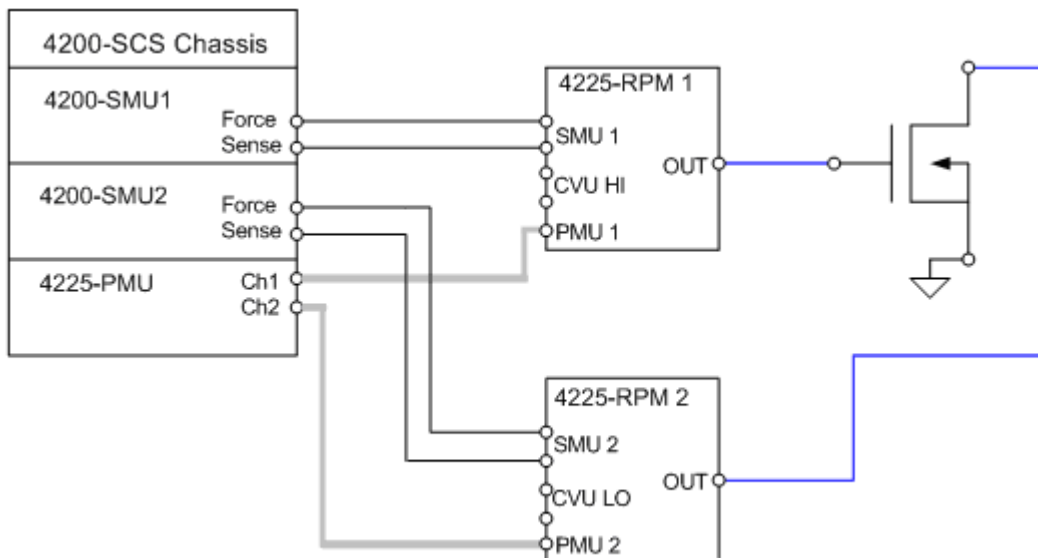 4200-SCS Chassis
4200-SMU1
Force
Sense
4200-SMU2
Force
Sense
4225-PMU
Ch1
Ch2
4225-RPM 1
SMU 1
OUT
CVU HI
PMU 1
4225-RPM 2
SMU 2
OUT
CVU LO
PMU 2